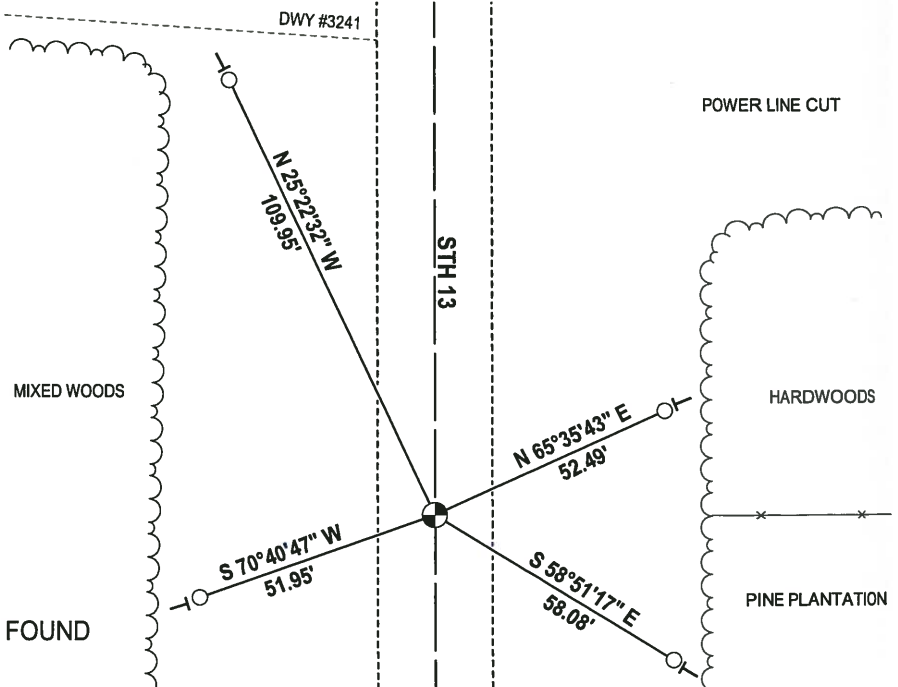 DWY #3241
POWER LINE CUT
N 25°22'32" W
109.95'
STH 13
MIXED WOODS
HARDWOODS
N 65°35'43" E
52.49'
S 70°40'47" W
51.95'
S 58°51'17" E
58.08'
PINE PLANTATION
FOUND